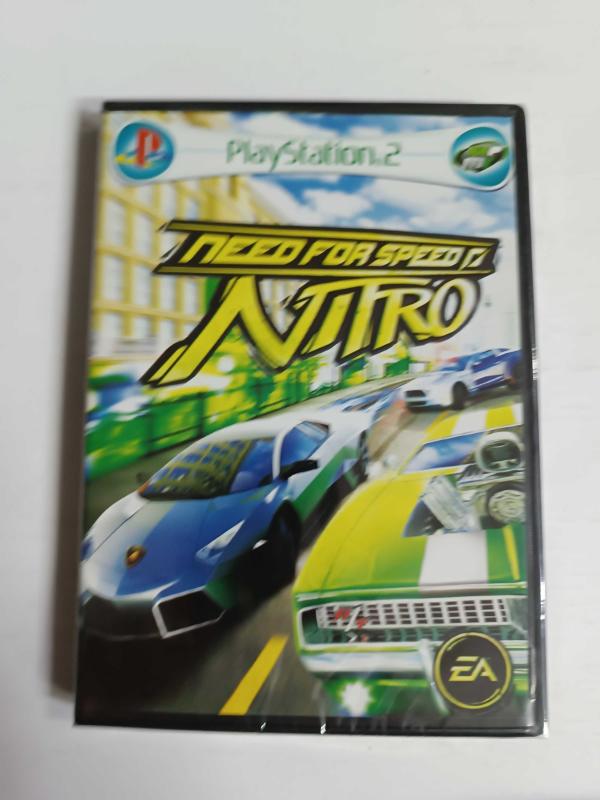 PlayStation.2
NEED FOR SPEED
NITRO
EA